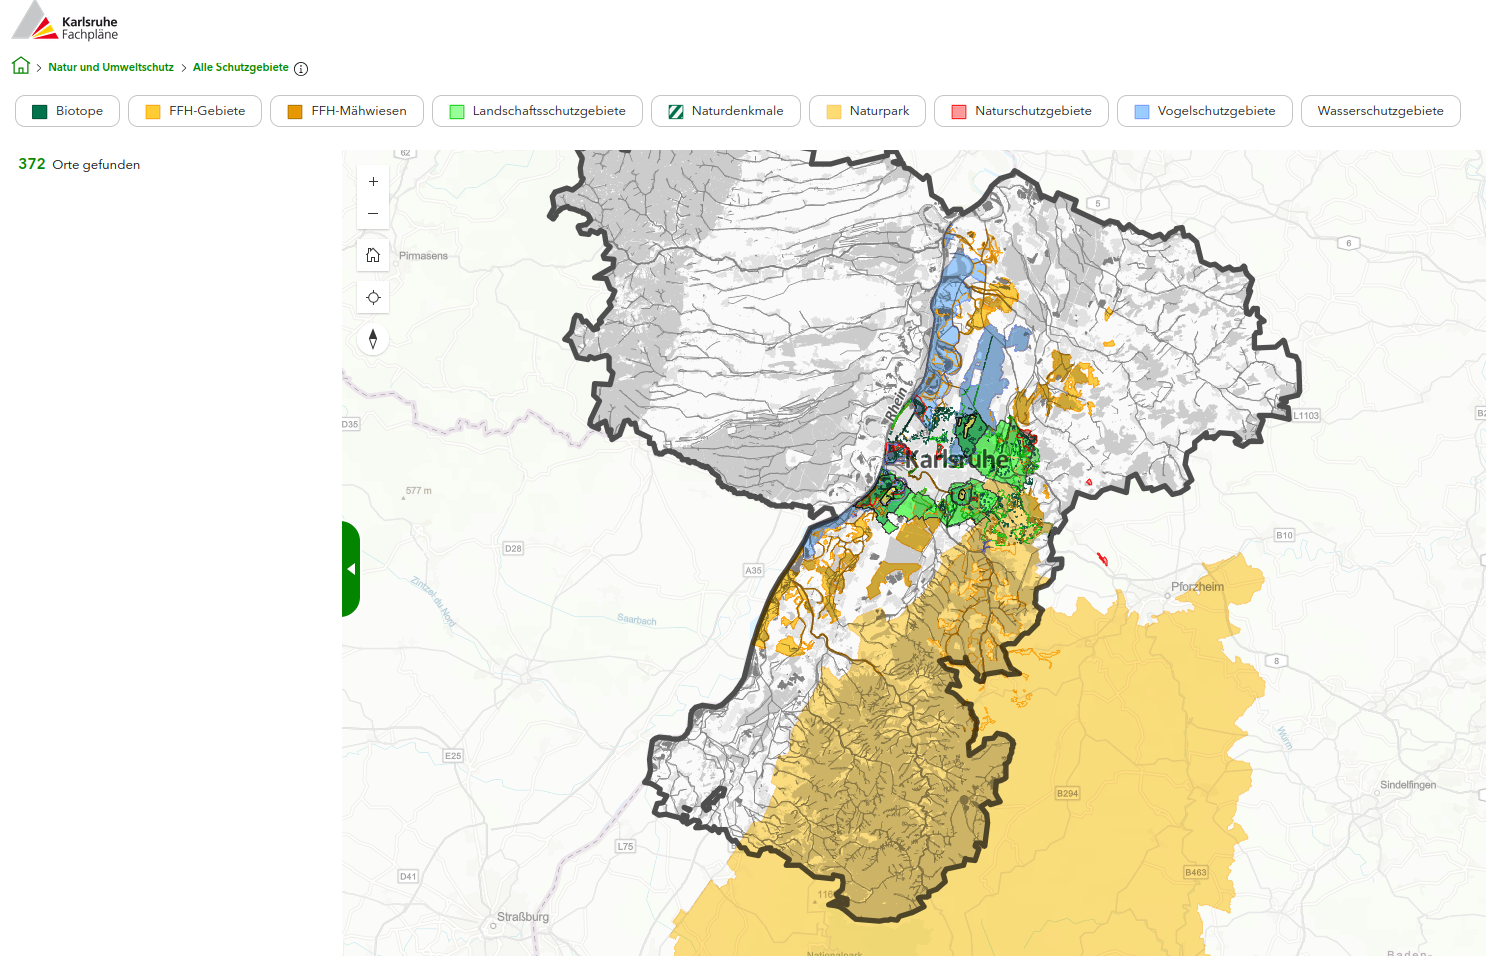 Karlsruhe
Fachpläne
Natur und Umweltschutz
Alle Schutzgebiete
Biotope
FFH-Gebiete
FFH-Mähwiesen
Landschaftsschutzgebiete
Naturdenkmale
Naturpark
Naturschutzgebiete
Vogelschutzgebiete
Wasserschutzgebiete
372 Orte gefunden
62
5
6
Pirmasens
Rhein
D35
L1103
Karlsruhe
577 m
D28
A35
B10
Pforzheim
Zintzel du Nord
Saarbach
8
Würm
E25
Sindelfingen
B294
L75
D41
B463
Straßburg
Nationalpark
Baden-